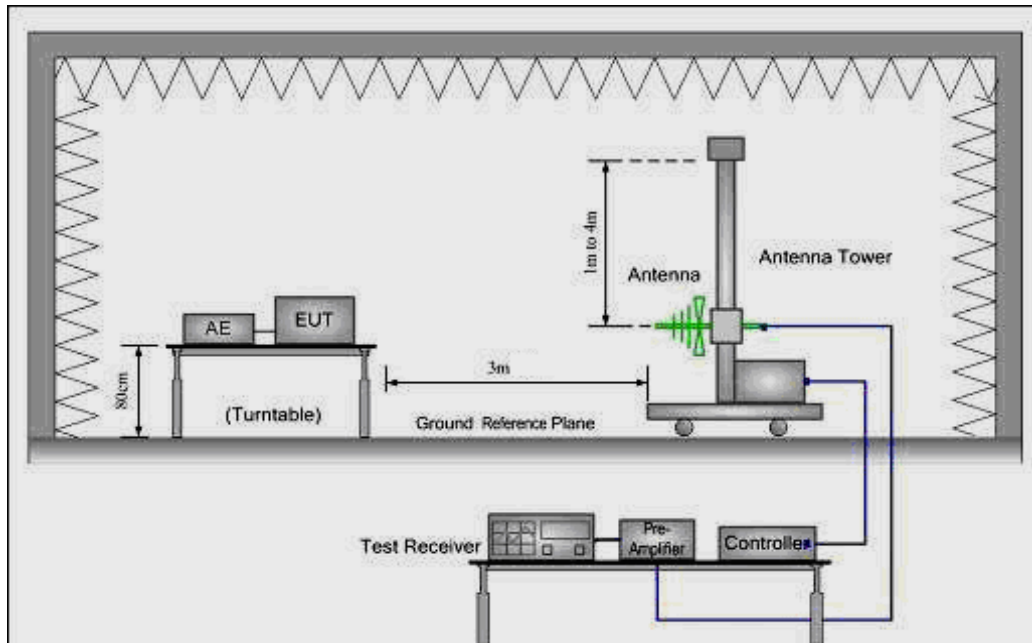 1m to 4m
Antenna
Antenna Tower
AE
EUT
80cm
(Turntable)
3m
Ground Reference Plane
Test Receiver
Pre-
Amplifier
Controller